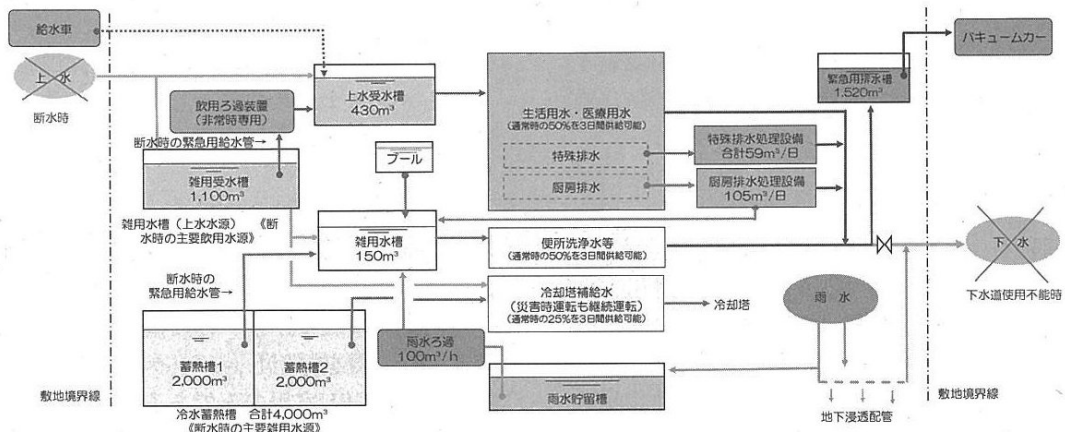 給水車
上 水
断水時
飲用ろ過装置
(非常時専用)
断水時の緊急用給水管→
上水受水槽
430m³
プール
雑用受水槽
1,100m³
雑用水槽(上水水源) 《断
水時の主要飲用水源》
雑用水槽
150m³
断水時の
緊急用給水管→
蓄熱槽1
2,000m³
蓄熱槽2
2,000m³
冷水蓄熱槽 合計4,000m³
《断水時の主要雑用水源》
敷地境界線
生活用水・医療用水
(通常時の50%を3日間供給可能)
特殊排水
厨房排水
特殊排水処理設備
合計59m³/日
厨房排水処理設備
105m³/日
便所洗浄水等
(通常時の50%を3日間供給可能)
冷却塔補給水
(災害時運転も継続運転)
(通常時の25%を3日間供給可能)
冷却塔
雨水ろ過
100m³/h
雨水貯留槽
緊急用排水槽
1,520m³
バキュームカー
下 水
下水道使用不能時
雨 水
地下浸透配管
敷地境界線